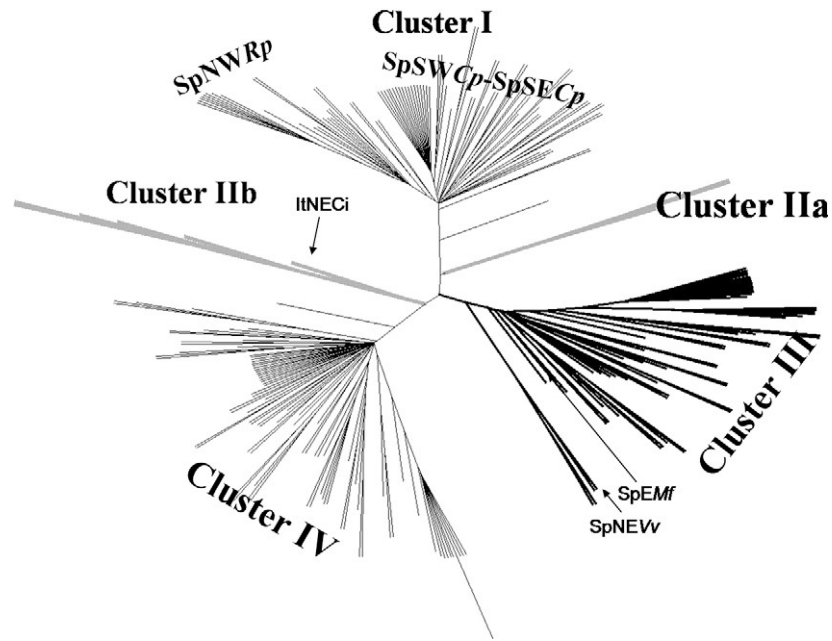 Cluster I
SpNWRp
SpSWCp-SpSECp
Cluster IIb
ItNECi
Cluster IIa
Cluster III
Cluster IV
SpEMf
SpNEVv